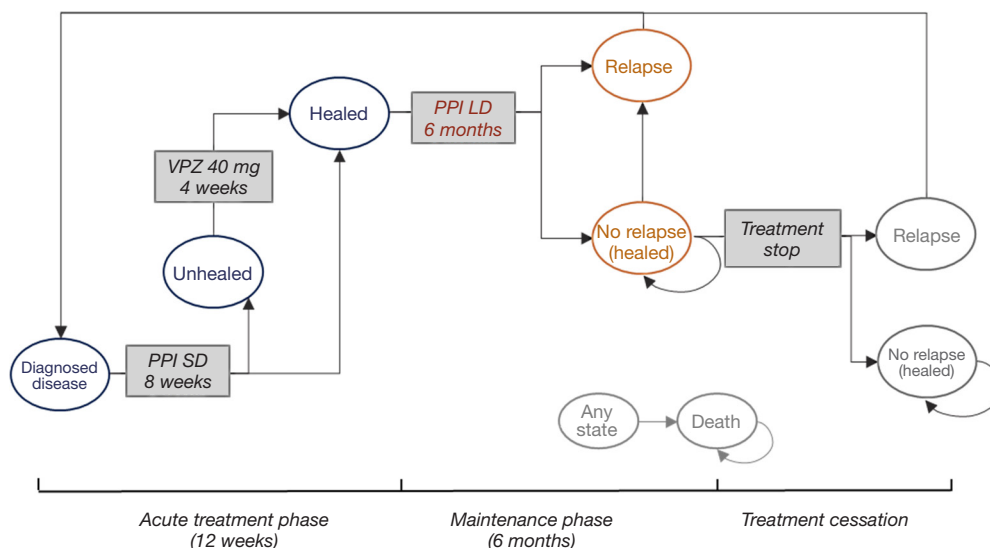 Relapse
Healed
PPI LD
6 months
VPZ 40 mg
4 weeks
No relapse
(healed)
Treatment
stop
Relapse
Unhealed
Diagnosed
disease
PPI SD
8 weeks
No relapse
(healed)
Any
state
Death
Acute treatment phase
(12 weeks)
Maintenance phase
(6 months)
Treatment cessation